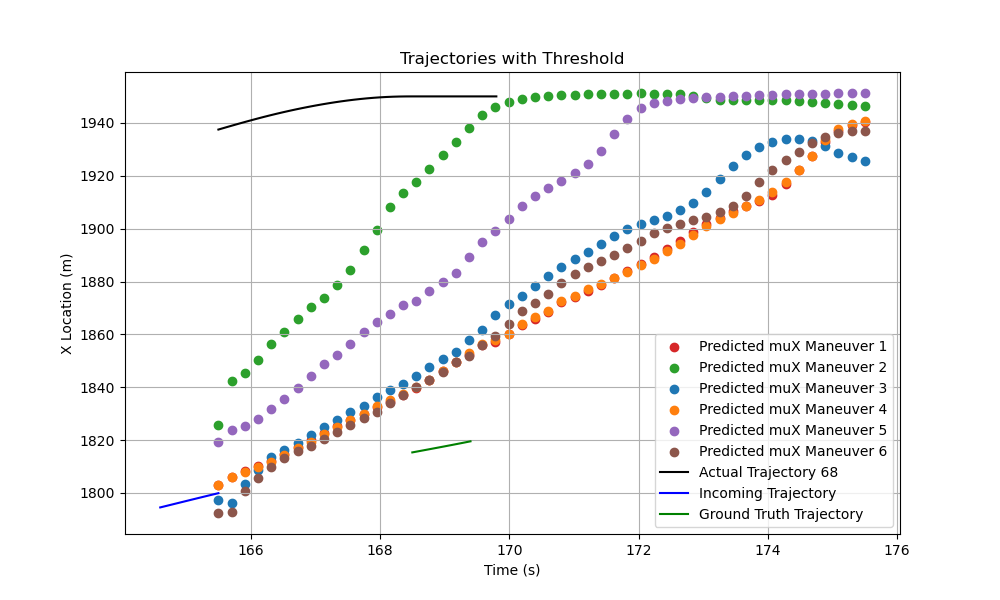 Trajectories with Threshold
X Location (m)
1940
1920
1900
1880
1860
1840
1820
1800
166
168
170
172
174
176
Time (s)
Predicted muX Maneuver 1
Predicted muX Maneuver 2
Predicted muX Maneuver 3
Predicted muX Maneuver 4
Predicted muX Maneuver 5
Predicted muX Maneuver 6
Actual Trajectory 68
Incoming Trajectory
Ground Truth Trajectory